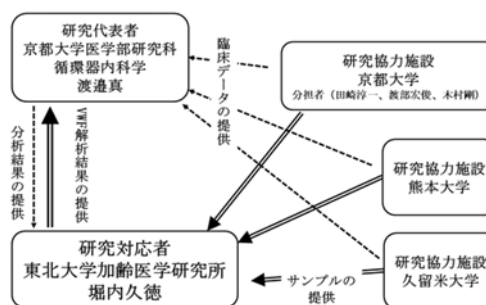 研究代表者
京都大学医学部研究科
循環器内科学
渡邉真
臨床データの提供
研究協力施設
京都大学
分担者（田崎淳一、渡部宏俊、木村剛）
分析結果の提供
VWF解析結果の提供
研究協力施設
熊本大学
研究対応者
東北大学加齢医学研究所
堀内久徳
サンプルの
提供
研究協力施設
久留米大学